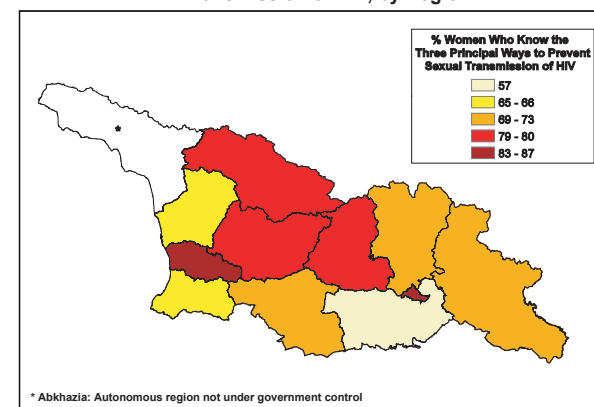 % Women Who Know the
Three Principal Ways to Prevent
Sexual Transmission of HIV
57
65 - 66
69 - 73
79 - 80
83 - 87
*
* Abkhazia: Autonomous region not under government control